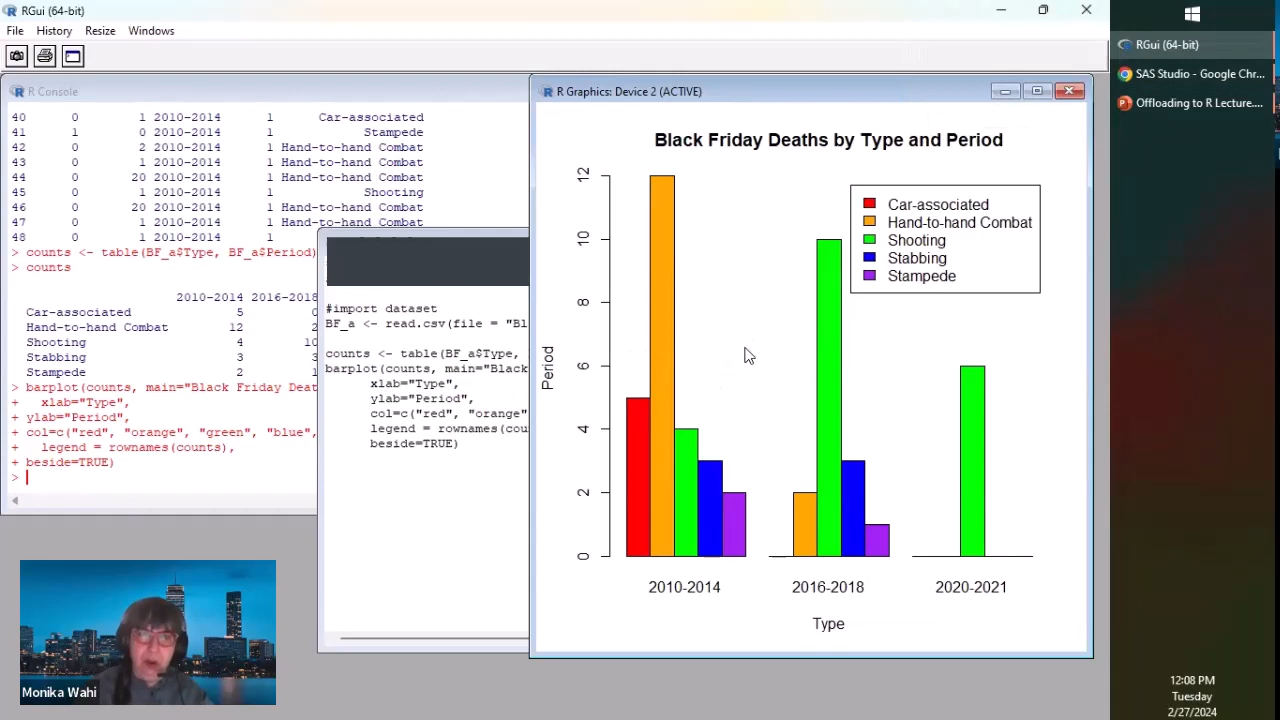 RGui (64-bit)
File History Resize Windows
R Console
40 0 1 2010-2014 1 Car-associated
41 1 0 2010-2014 1 Stampede
42 0 2 2010-2014 1 Hand-to-hand Combat
43 0 1 2010-2014 1 Hand-to-hand Combat
44 0 20 2010-2014 1 Hand-to-hand Combat
45 0 1 2010-2014 1 Shooting
46 0 20 2010-2014 1 Hand-to-hand Combat
47 0 1 2010-2014 1 Hand-to-hand Combat
48 0 1 2010-2014 1
> counts <- table(BF_a$Type, BF_a$Period)
> counts
2010-2014 2016-2018
Car-associated 5 0
Hand-to-hand Combat 12 2
Shooting 4 10
Stabbing 3 3
Stampede 2 1
> barplot(counts, main="Black Friday Deat
+ xlab="Type",
+ ylab="Period",
+ col=c("red", "orange", "green", "blue",
+ legend = rownames(counts),
+ beside=TRUE)
>
#import dataset
BF_a <- read.csv(file = "Bl
counts <- table(BF_a$Type,
barplot(counts, main="Black
xlab="Type",
ylab="Period",
col=c("red", "orange"
legend = rownames(cou
beside=TRUE)
R Graphics: Device 2 (ACTIVE)
Black Friday Deaths by Type and Period
Car-associated
Hand-to-hand Combat
Shooting
Stabbing
Stampede
Period
12
10
8
6
4
2
0
2010-2014 2016-2018 2020-2021
Type
Monika Wahi
RGui (64-bit)
SAS Studio - Google Chr...
Offloading to R Lecture....
12:08 PM
Tuesday
2/27/2024